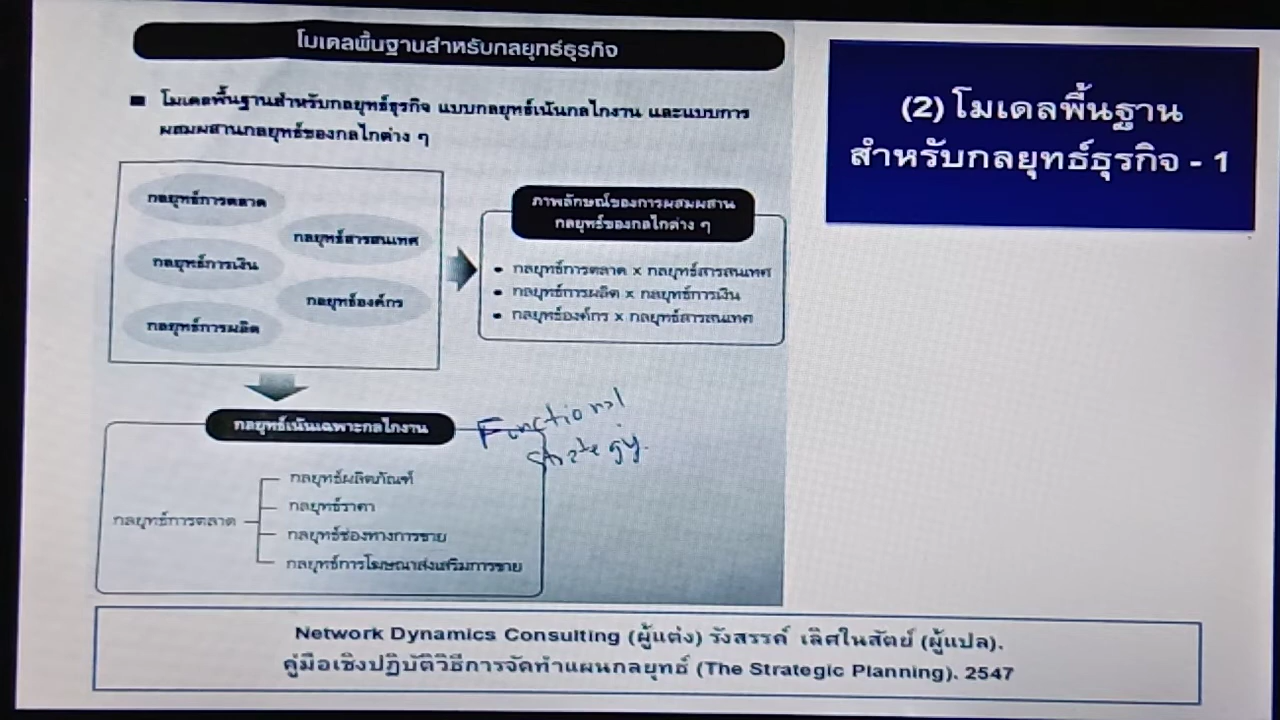 โมเดลพื้นฐานสำหรับกลยุทธ์ธุรกิจ
(2) โมเดลพื้นฐาน
สำหรับกลยุทธ์ธุรกิจ - 1
■ โมเดลพื้นฐานสำหรับกลยุทธ์ธุรกิจ แบบกลยุทธ์เน้นกลไกงาน และแบบการ
ผสมผสานกลยุทธ์ของกลไกต่าง ๆ
กลยุทธ์การตลาด
กลยุทธ์สารสนเทศ
กลยุทธ์การเงิน
กลยุทธ์องค์กร
กลยุทธ์การผลิต
ภาพลักษณ์ของการผสมผสาน
กลยุทธ์ของกลไกต่าง ๆ
• กลยุทธ์การตลาด x กลยุทธ์สารสนเทศ
• กลยุทธ์การผลิต x กลยุทธ์การเงิน
• กลยุทธ์องค์กร x กลยุทธ์สารสนเทศ
กลยุทธ์เน้นเฉพาะกลไกงาน
Functional
Strategy.
กลยุทธ์การตลาด
กลยุทธ์ผลิตภัณฑ์
กลยุทธ์ราคา
กลยุทธ์ช่องทางการขาย
กลยุทธ์การโฆษณาส่งเสริมการขาย
Network Dynamics Consulting (ผู้แต่ง) รังสรรค์ เลิศในสัตย์ (ผู้แปล).
คู่มือเชิงปฏิบัติวิธีการจัดทำแผนกลยุทธ์ (The Strategic Planning). 2547